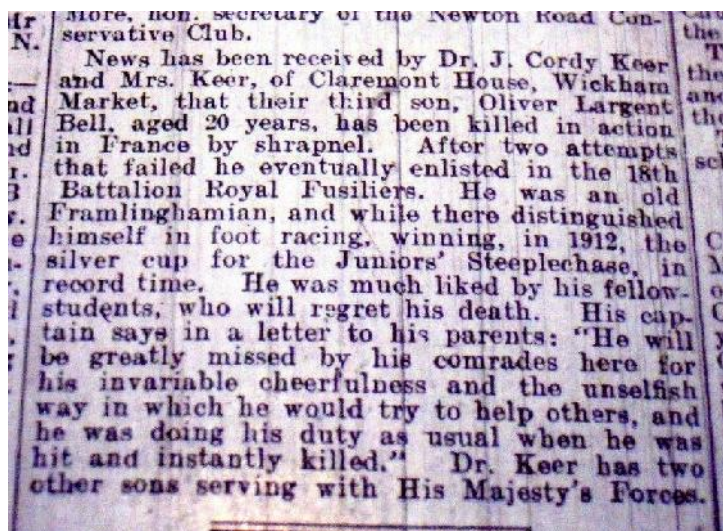 More, hon. secretary of the Newton Road Con-
servative Club.
News has been received by Dr. J. Cordy Keer
and Mrs. Keer, of Claremont House, Wickham
Market, that their third son, Oliver Largent
Bell, aged 20 years, has been killed in action
in France by shrapnel. After two attempts
that failed he eventually enlisted in the 18th
Battalion Royal Fusiliers. He was an old
Framlinghamian, and while there distinguished
himself in foot racing, winning, in 1912, the
silver cup for the Juniors' Steeplechase, in
record time. He was much liked by his fellow-
students, who will regret his death. His cap-
tain says in a letter to his parents: "He will
be greatly missed by his comrades here for
his invariable cheerfulness and the unselfish
way in which he would try to help others, and
he was doing his duty as usual when he was
hit and instantly killed." Dr. Keer has two
other sons serving with His Majesty's Forces.